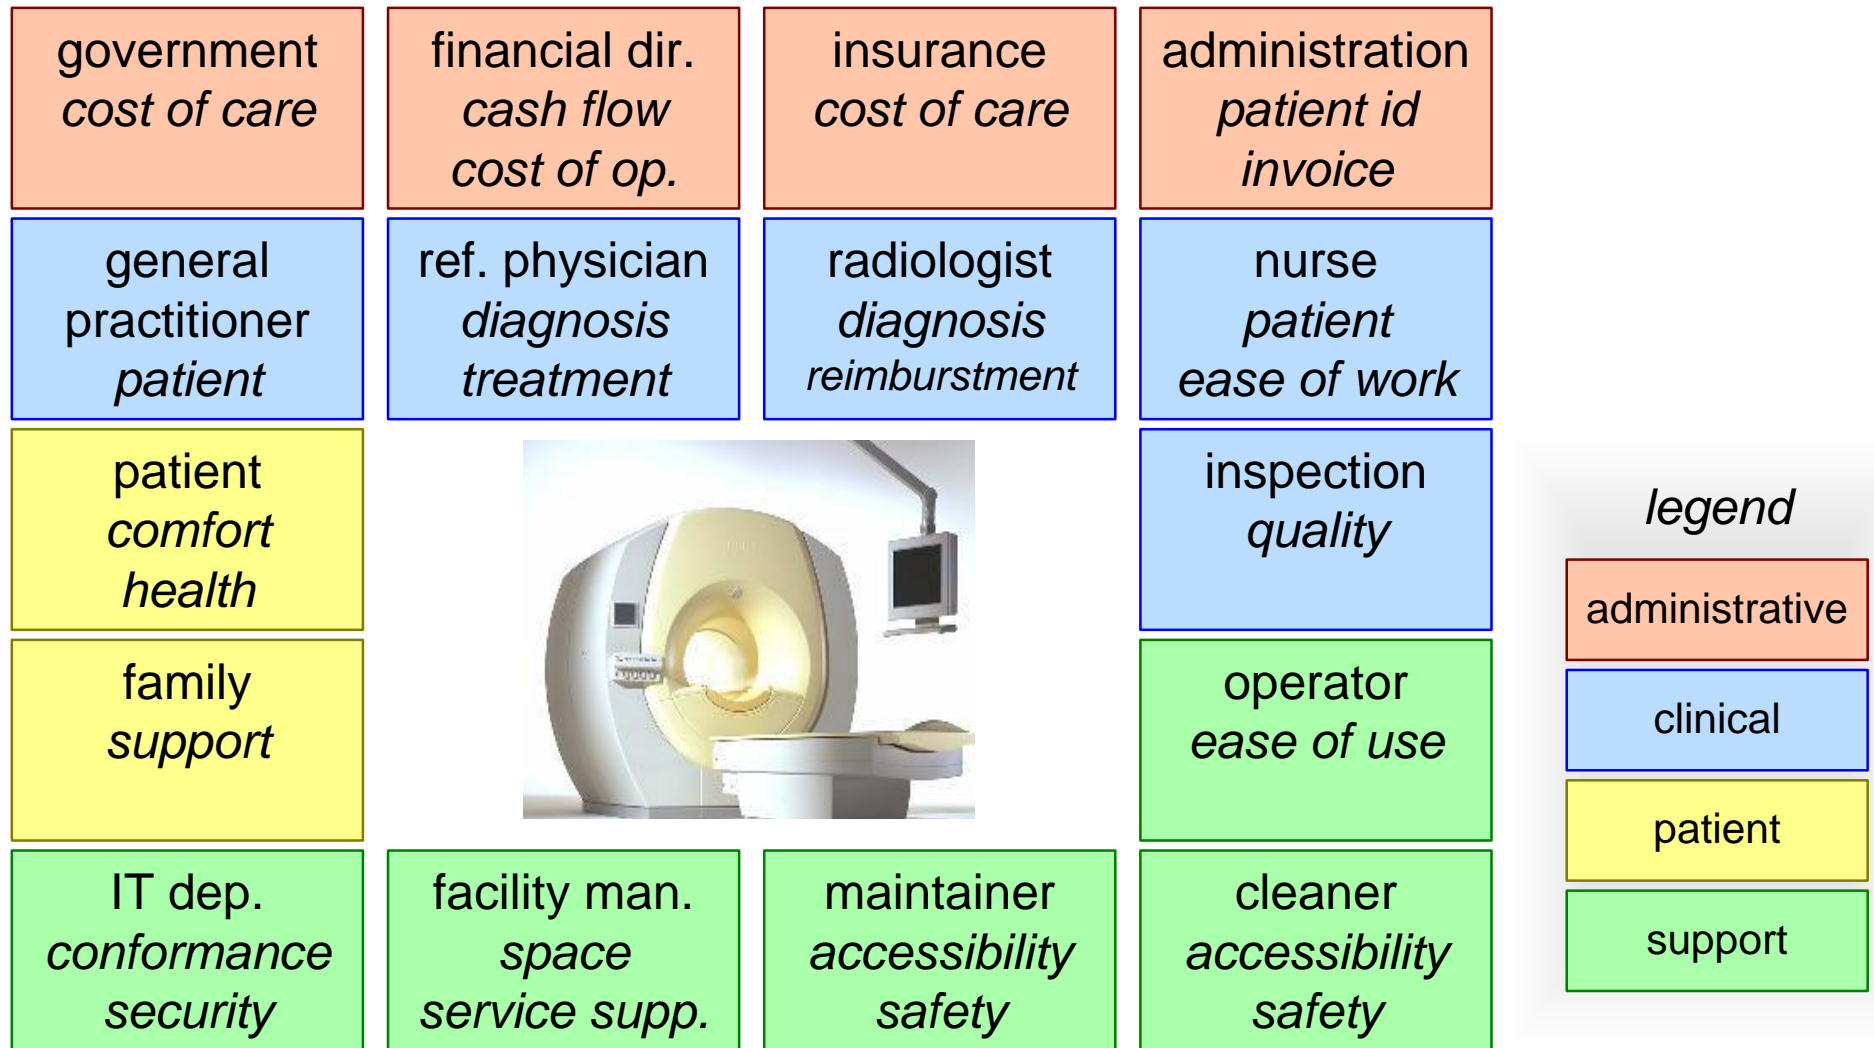 government
cost of care
financial dir.
cash flow
cost of op.
insurance
cost of care
administration
patient id
invoice
general
practitioner
patient
ref. physician
diagnosis
treatment
radiologist
diagnosis
reimburstment
nurse
patient
ease of work
patient
comfort
health
inspection
quality
family
support
operator
ease of use
IT dep.
conformance
security
facility man.
space
service supp.
maintainer
accessibility
safety
cleaner
accessibility
safety
legend
administrative
clinical
patient
support